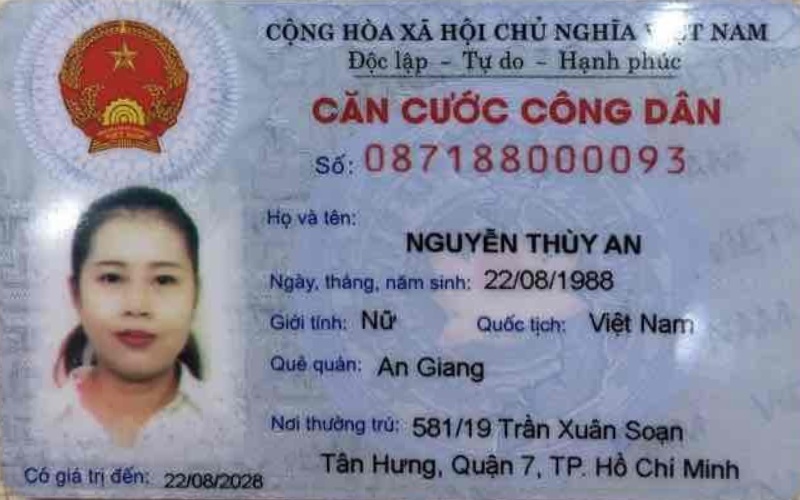 CỘNG HÒA XÃ HỘI CHỦ NGHĨA VIỆT NAM
Độc lập - Tự do - Hạnh phúc
CĂN CƯỚC CÔNG DÂN
Số: 087188000093
Họ và tên:
NGUYỄN THÙY AN
Ngày, tháng, năm sinh: 22/08/1988
Giới tính: Nữ Quốc tịch: Việt Nam
Quê quán: An Giang
Nơi thường trú: 581/19 Trần Xuân Soạn
Tân Hưng, Quận 7, TP. Hồ Chí Minh
Có giá trị đến: 22/08/2028